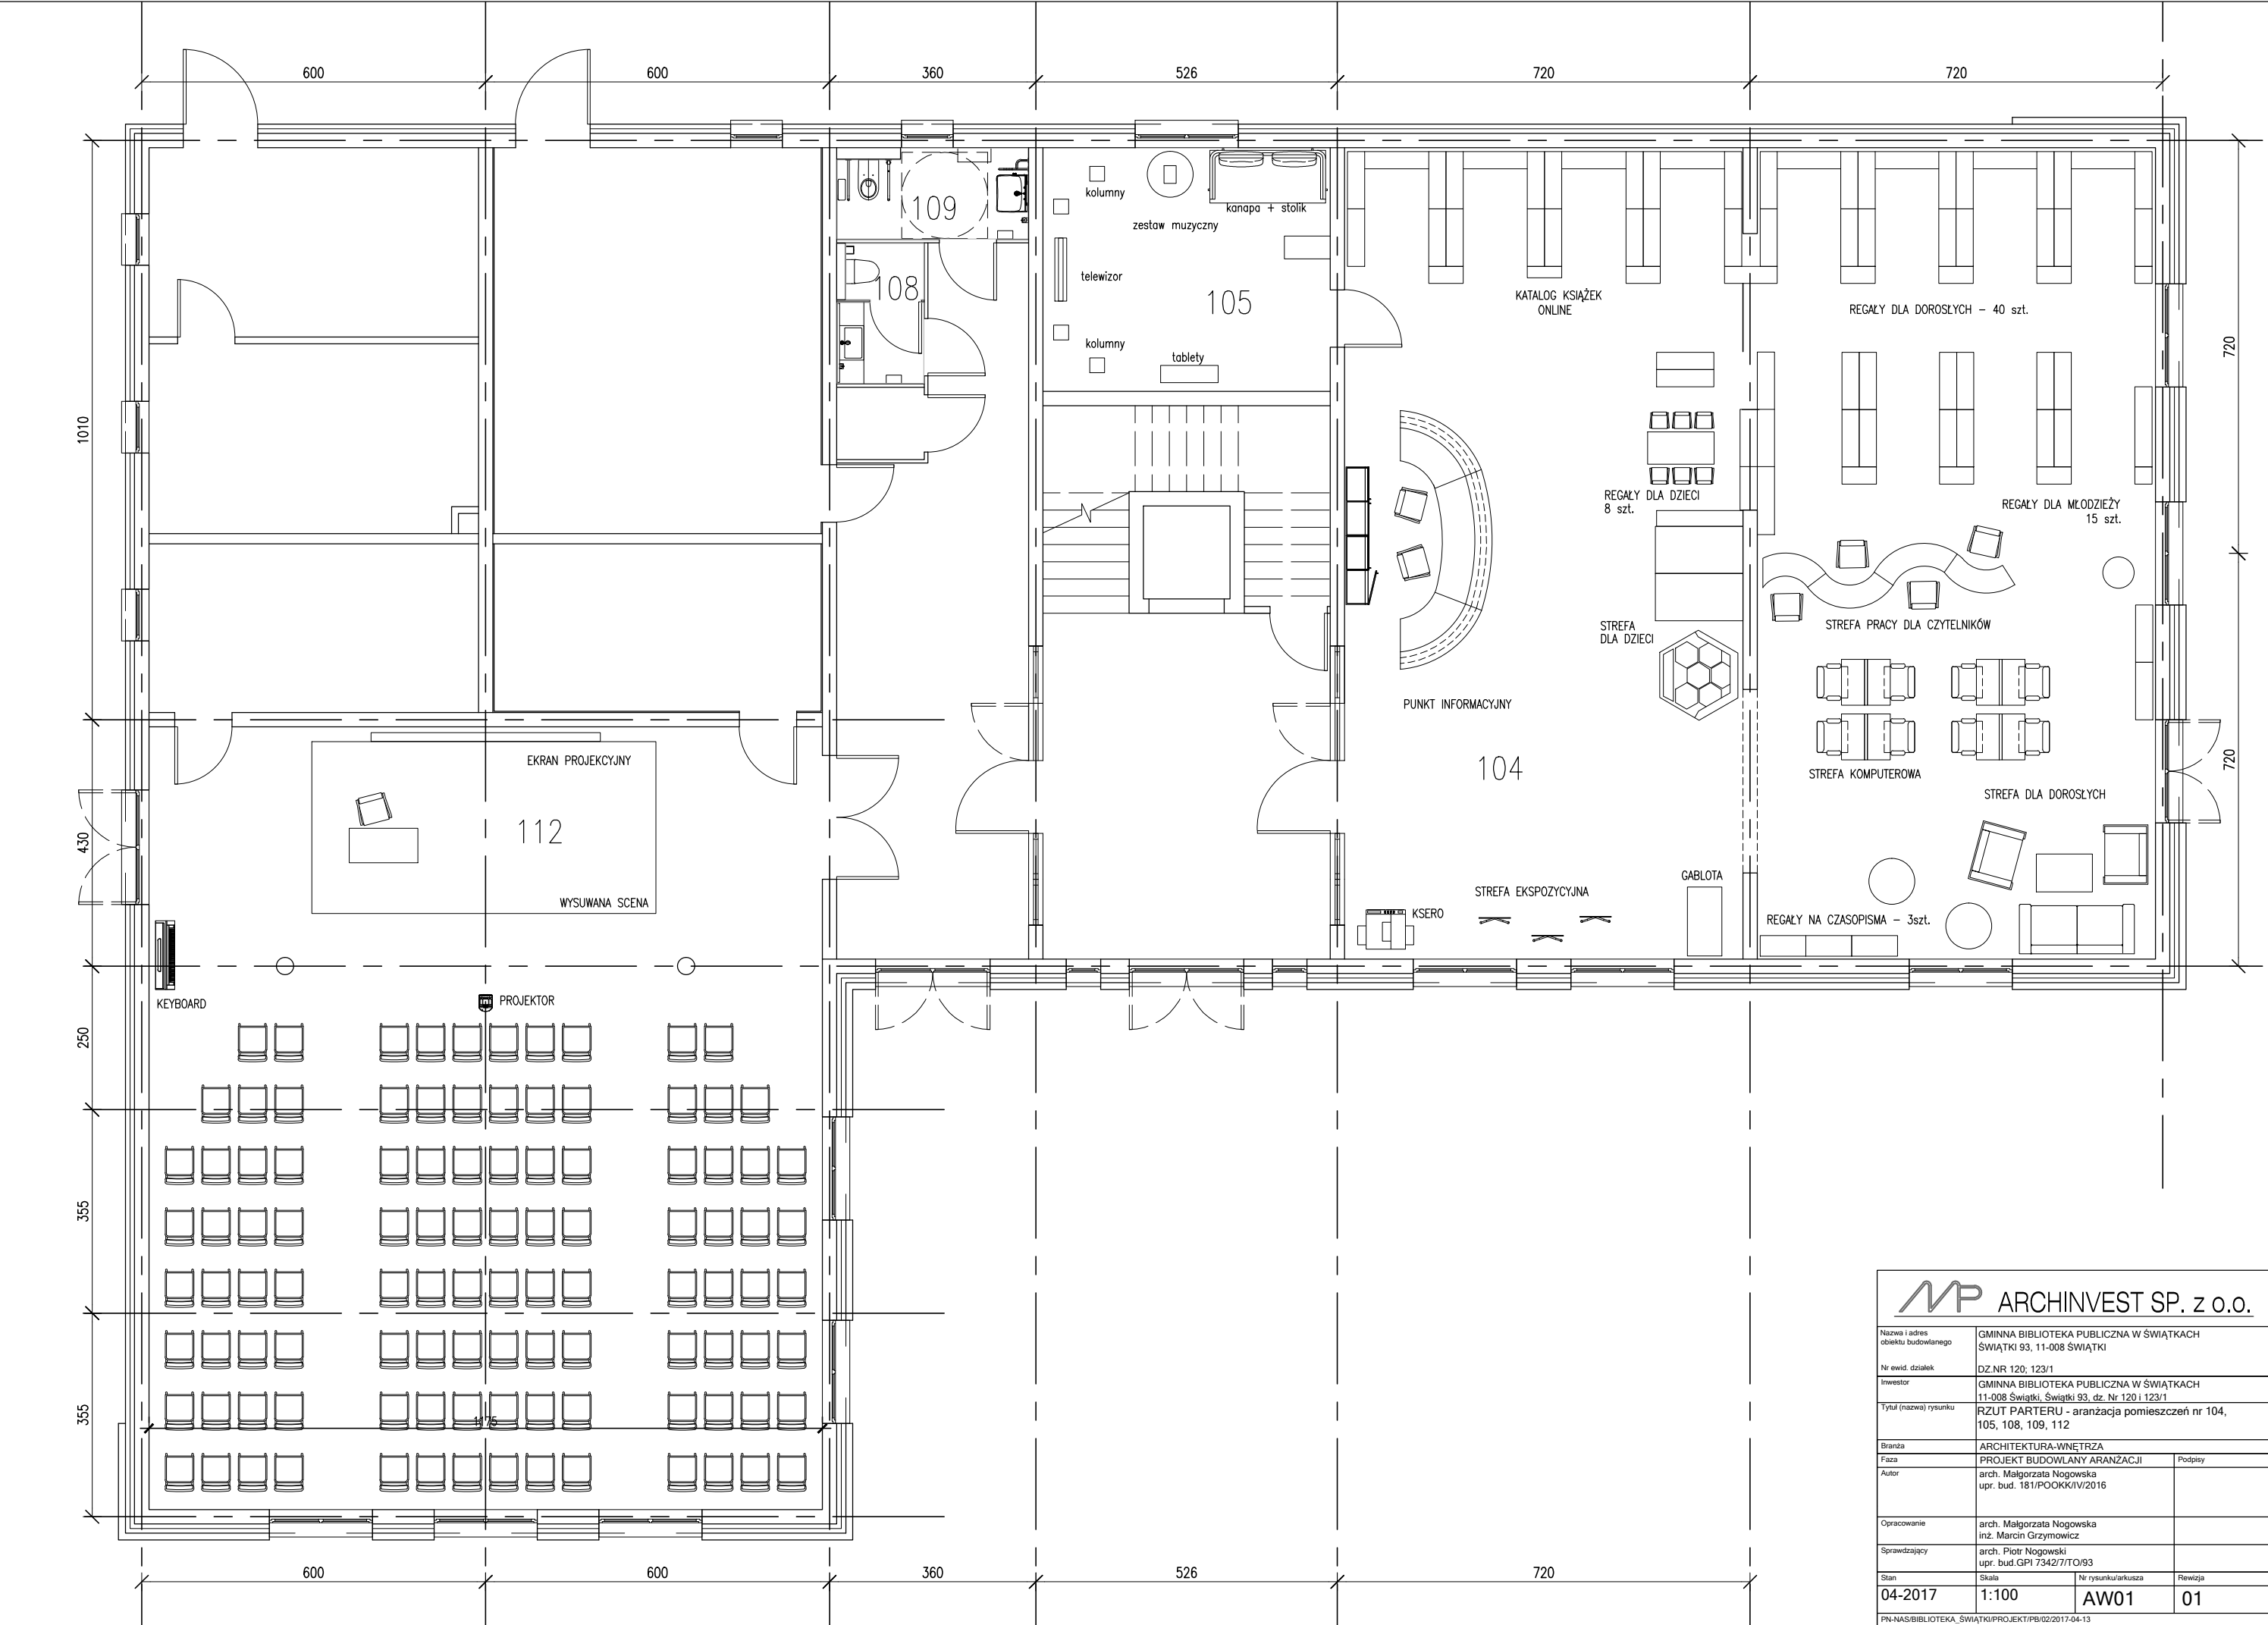 600 600 360 526 720 720
109
108
kolumny
kanapa + stolik
zestaw muzyczny
telewizor
105
kolumny
tablety
KATALOG KSIĄŻEK
ONLINE
REGAŁY DLA DOROSŁYCH – 40 szt.
720
1010
REGAŁY DLA DZIECI
8 szt.
REGAŁY DLA MŁODZIEŻY
15 szt.
STREFA
DLA DZIECI
STREFA PRACY DLA CZYTELNIKÓW
PUNKT INFORMACYJNY
104
STREFA KOMPUTEROWA
720
STREFA DLA DOROSŁYCH
EKRAN PROJEKCYJNY
112
WYSUWANA SCENA
430
GABLOTA
STREFA EKSPOZYCYJNA
KSERO
REGAŁY NA CZASOPISMA – 3szt.
KEYBOARD
PROJEKTOR
250
355
355
1175
600 600 360 526 720
MP ARCHINVEST SP. z o.o.
Nazwa i adres
obiektu budowlanego
GMINNA BIBLIOTEKA PUBLICZNA W ŚWIĄTKACH
ŚWIĄTKI 93, 11-008 ŚWIĄTKI
Nr ewid. działek DZ.NR 120; 123/1
Inwestor GMINNA BIBLIOTEKA PUBLICZNA W ŚWIĄTKACH
11-008 Świątki, Świątki 93, dz. Nr 120 i 123/1
Tytuł (nazwa) rysunku RZUT PARTERU - aranżacja pomieszczeń nr 104,
105, 108, 109, 112
Branża ARCHITEKTURA-WNĘTRZA
Faza PROJEKT BUDOWLANY ARANŻACJI Podpisy
Autor arch. Małgorzata Nogowska
upr. bud. 181/POOKK/IV/2016
Opracowanie arch. Małgorzata Nogowska
inż. Marcin Grzymowicz
Sprawdzający arch. Piotr Nogowski
upr. bud.GPI 7342/7/TO/93
Stan Skala Nr rysunku/arkusza Rewizja
04-2017 1:100 AW01 01
PN-NAS/BIBLIOTEKA_ŚWIĄTKI/PROJEKT/PB/02/2017-04-13